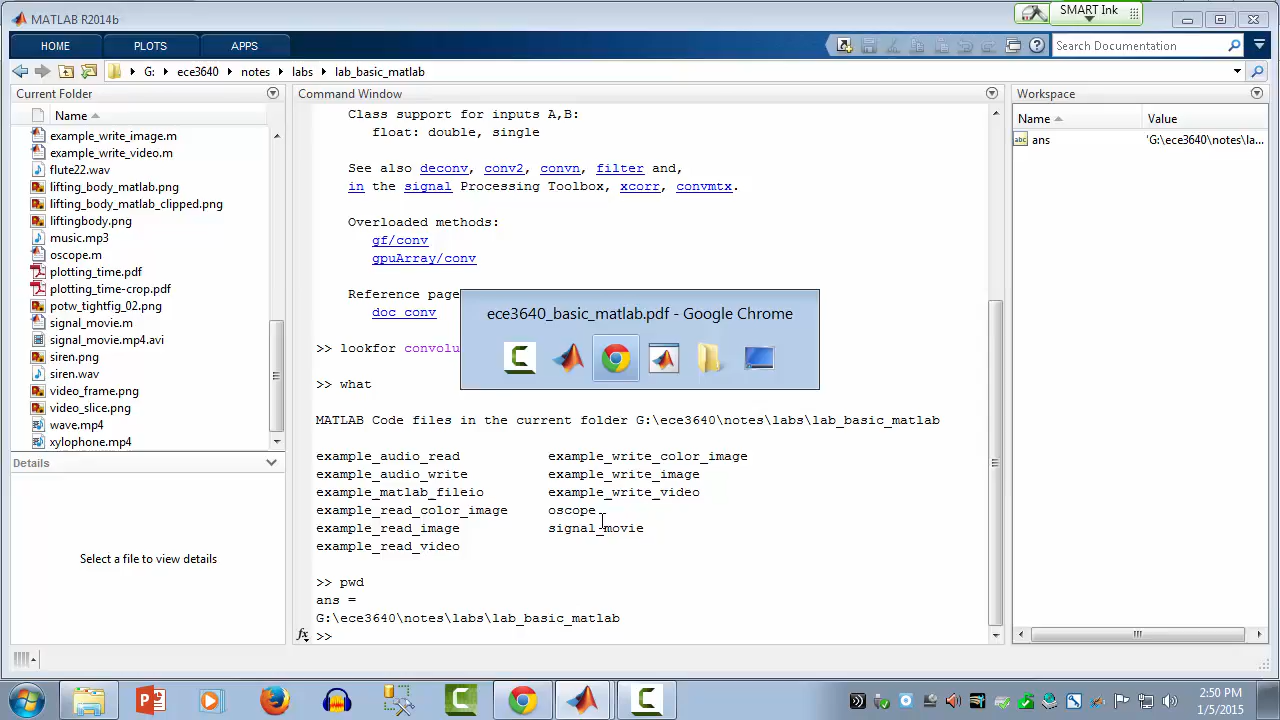 MATLAB R2014b
SMART Ink
HOME PLOTS APPS
Search Documentation
G: ece3640 notes labs lab_basic_matlab
Current Folder
Name
example_write_image.m
example_write_video.m
flute22.wav
lifting_body_matlab.png
lifting_body_matlab_clipped.png
liftingbody.png
music.mp3
oscope.m
plotting_time.pdf
plotting_time-crop.pdf
potw_tightfig_02.png
signal_movie.m
signal_movie.mp4.avi
siren.png
siren.wav
video_frame.png
video_slice.png
wave.mp4
xylophone.mp4
Details
Select a file to view details
Command Window
Class support for inputs A,B:
float: double, single
See also deconv, conv2, convn, filter and,
in the signal Processing Toolbox, xcorr, convmtx.
Overloaded methods:
gf/conv
gpuArray/conv
Reference page
doc conv
>> lookfor convolu
>> what
MATLAB Code files in the current folder G:\ece3640\notes\labs\lab_basic_matlab
example_audio_read example_write_color_image
example_audio_write example_write_image
example_matlab_fileio example_write_video
example_read_color_image oscope
example_read_image signal_movie
example_read_video
>> pwd
ans =
G:\ece3640\notes\labs\lab_basic_matlab
fx >>
ece3640_basic_matlab.pdf - Google Chrome
Workspace
Name Value
abc ans 'G:\ece3640\notes\la...
2:50 PM
1/5/2015